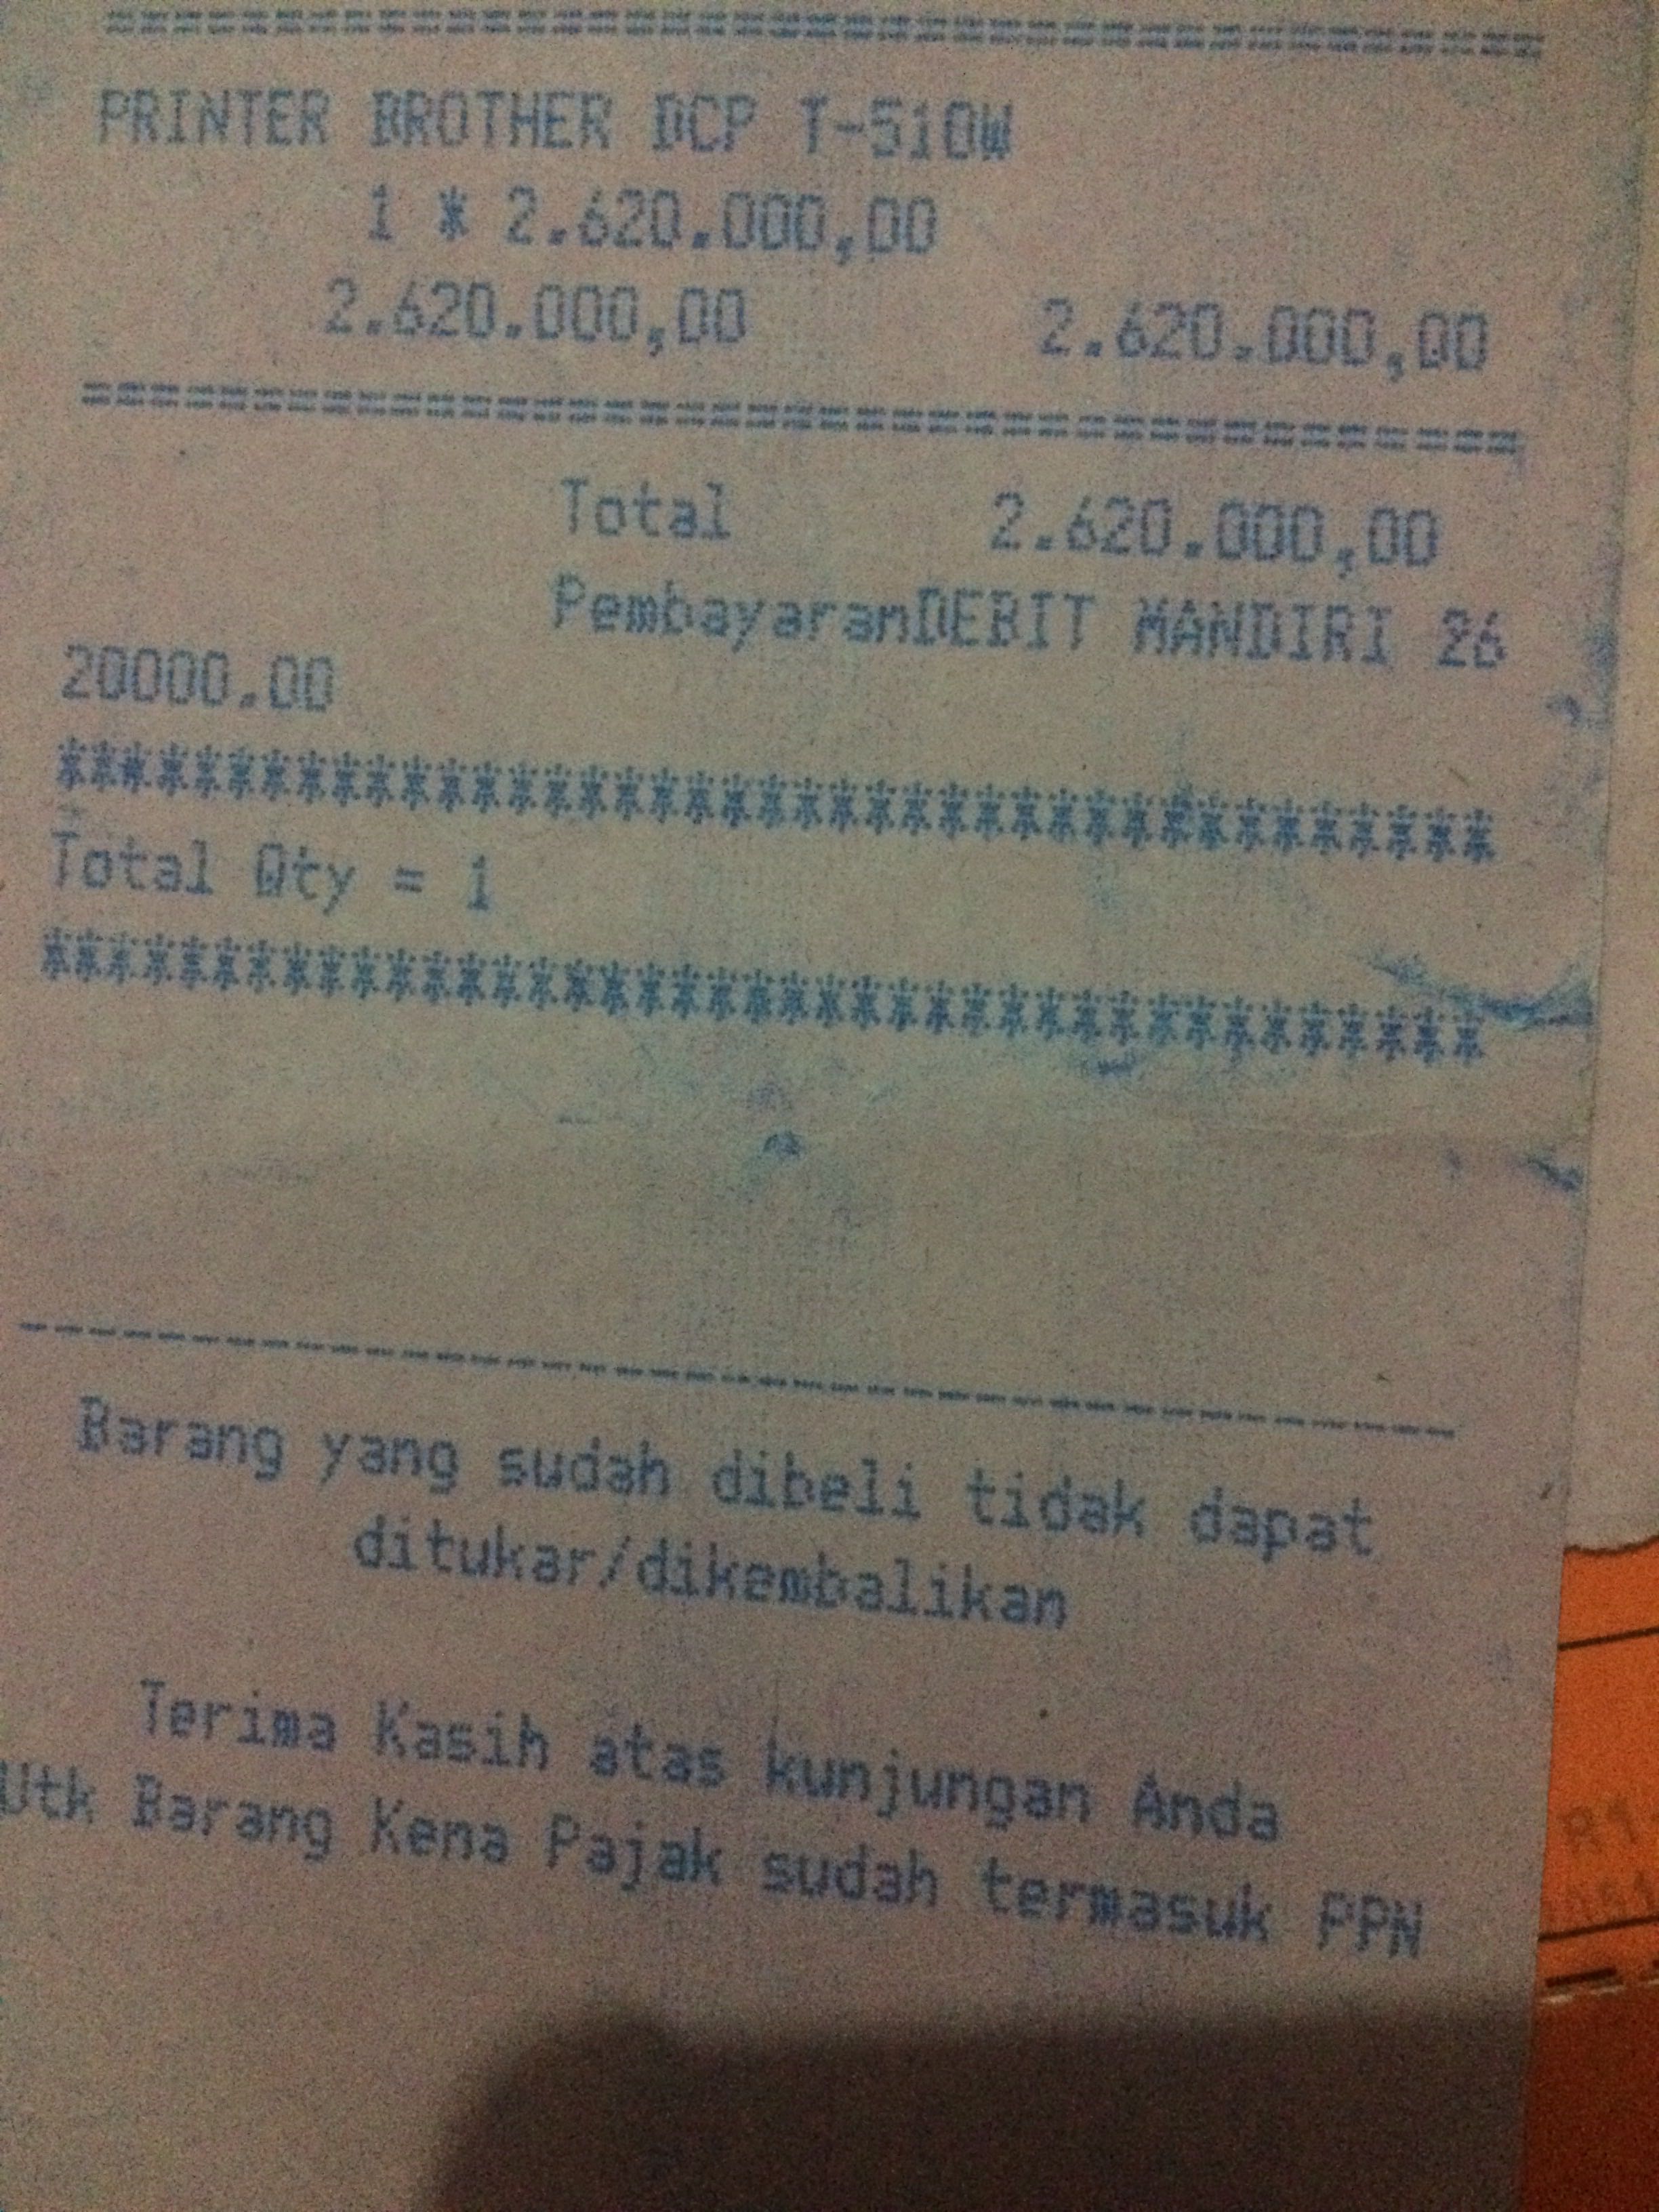 ==========================================
PRINTER BROTHER DCP T-510W
1 * 2.620.000,00
2.620.000,00 2.620.000,00
==========================================
Total 2.620.000,00
PembayaranDEBIT MANDIRI 26
20000.00
****************************************
Total Qty = 1
****************************************
----------------------------------------
Barang yang sudah dibeli tidak dapat
ditukar/dikembalikan
Terima Kasih atas kunjungan Anda
Utk Barang Kena Pajak sudah termasuk PPN